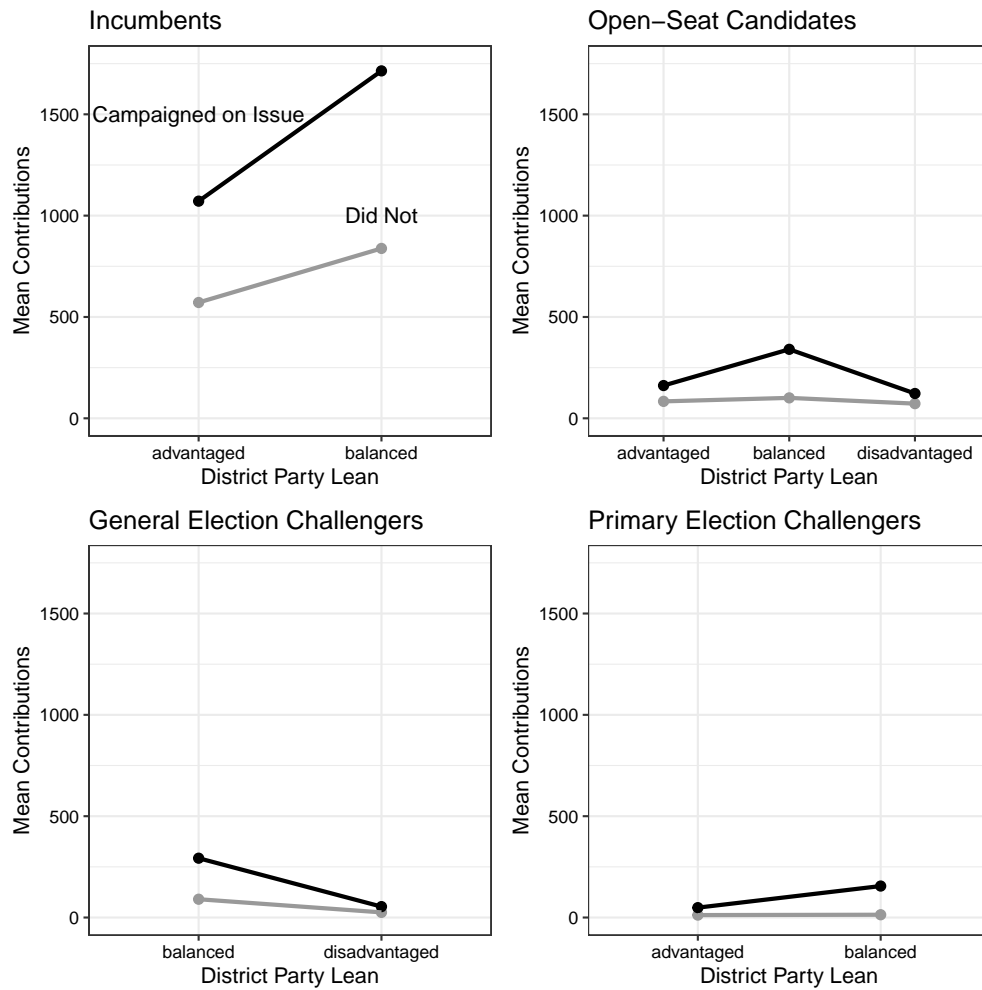 Incumbents
Mean Contributions
1500
1000
500
0
Campaigned on Issue
Did Not
advantaged balanced
District Party Lean
Open−Seat Candidates
Mean Contributions
1500
1000
500
0
advantaged balanced disadvantaged
District Party Lean
General Election Challengers
Mean Contributions
1500
1000
500
0
balanced disadvantaged
District Party Lean
Primary Election Challengers
Mean Contributions
1500
1000
500
0
advantaged balanced
District Party Lean